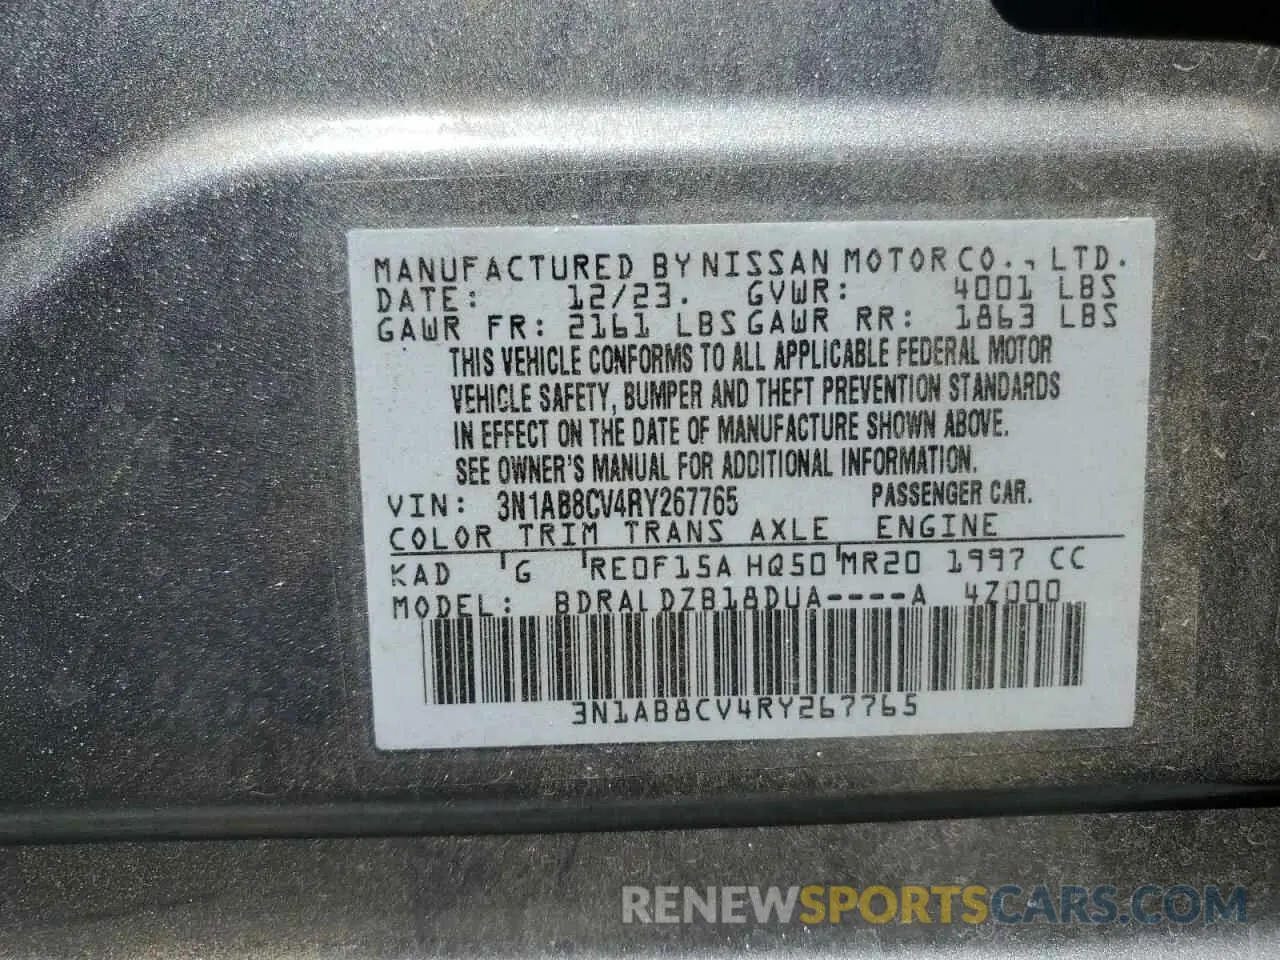 MANUFACTURED BY NISSAN MOTOR CO., LTD.
DATE: 12/23. GVWR: 4001 LBS
GAWR FR: 2161 LBS GAWR RR: 1863 LBS
THIS VEHICLE CONFORMS TO ALL APPLICABLE FEDERAL MOTOR
VEHICLE SAFETY, BUMPER AND THEFT PREVENTION STANDARDS
IN EFFECT ON THE DATE OF MANUFACTURE SHOWN ABOVE.
SEE OWNER'S MANUAL FOR ADDITIONAL INFORMATION.
VIN: 3N1AB8CV4RY267765 PASSENGER CAR.
COLOR TRIM TRANS AXLE ENGINE
KAD G RE0F15A HQ50 MR20 1997 CC
MODEL: BDRALDZB18DUA----A 4Z000
3N1AB8CV4RY267765
RENEWSPORTSCARS.COM